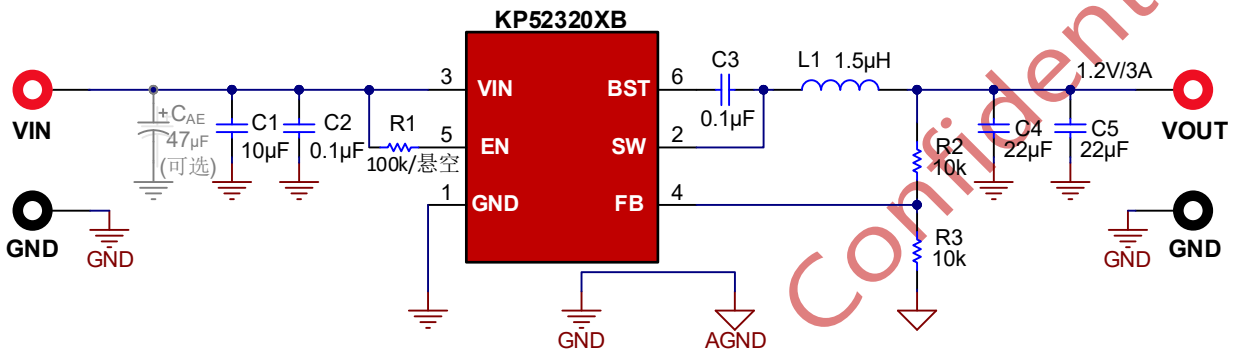 KP52320XB
VIN
GND
GND
+
C_AE
47µF
(可选)
C1
10µF
C2
0.1µF
R1
100k/悬空
3
VIN
5
EN
1
GND
BST
6
SW
2
FB
4
C3
0.1µF
L1
1.5µH
R2
10k
R3
10k
C4
22µF
C5
22µF
1.2V/3A
VOUT
GND
GND
GND
AGND
Confident